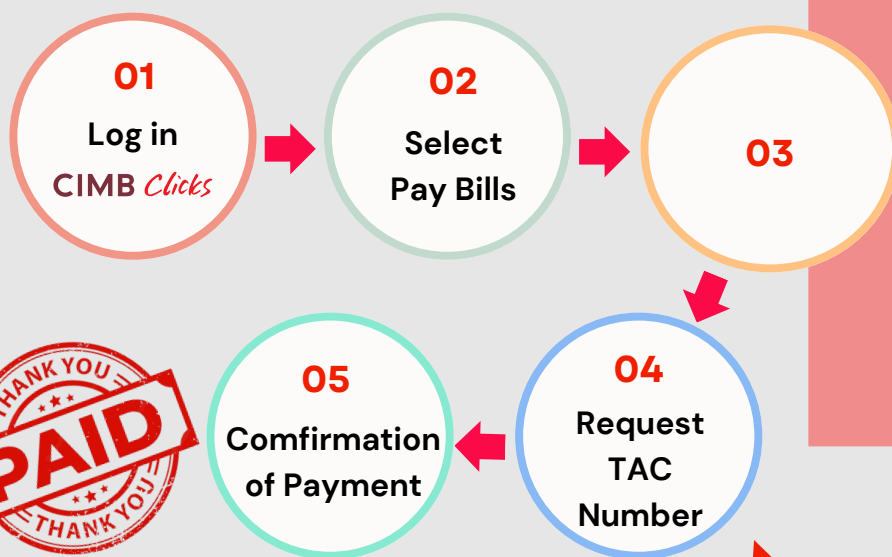 01
Log in
CIMB Clicks
02
Select
Pay Bills
03
04
Request
TAC
Number
05
Comfirmation
of Payment
THANK YOU
PAID
THANK YOU